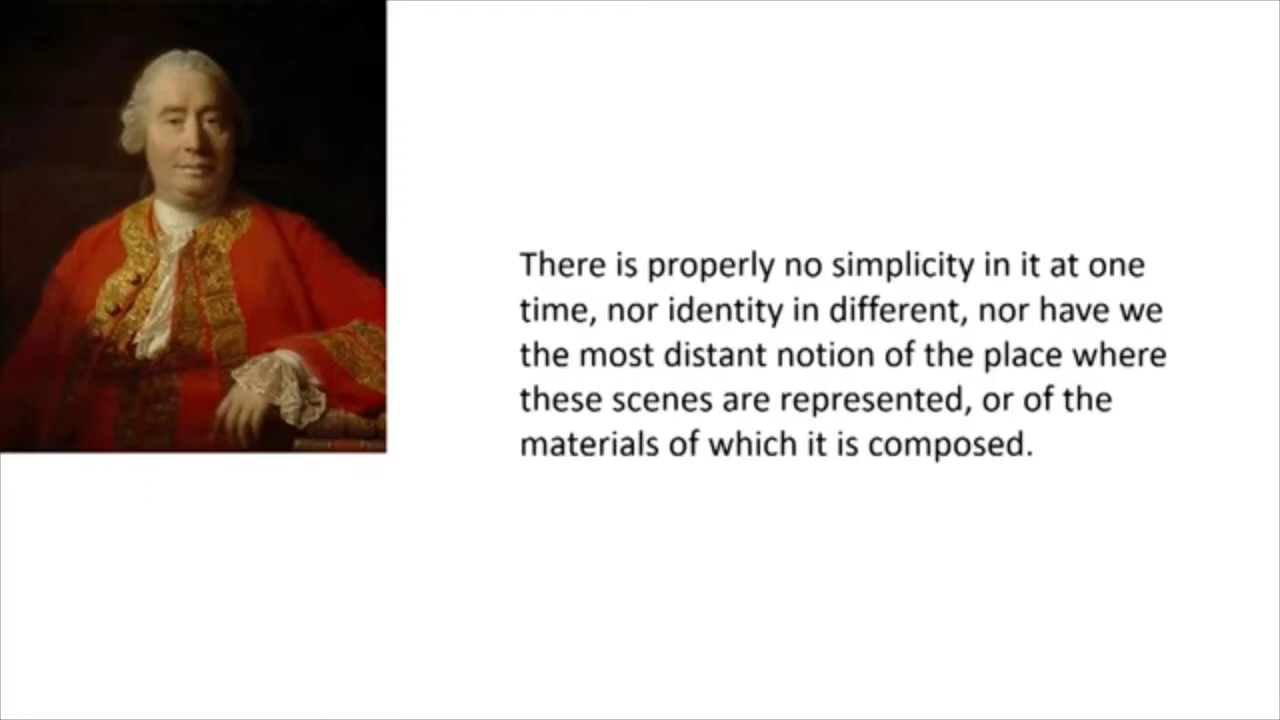 There is properly no simplicity in it at one
time, nor identity in different, nor have we
the most distant notion of the place where
these scenes are represented, or of the
materials of which it is composed.